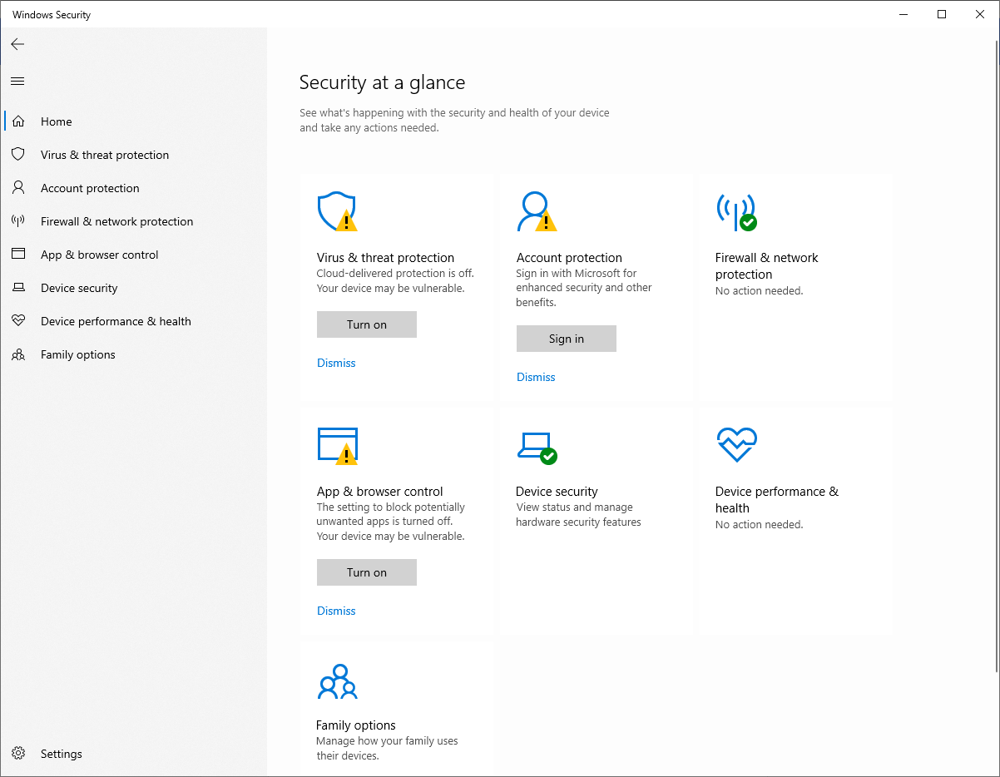 Windows Security
Home
Virus & threat protection
Account protection
Firewall & network protection
App & browser control
Device security
Device performance & health
Family options
Settings
Security at a glance
See what's happening with the security and health of your device
and take any actions needed.
Virus & threat protection
Cloud-delivered protection is off.
Your device may be vulnerable.
Turn on
Dismiss
Account protection
Sign in with Microsoft for
enhanced security and other
benefits.
Sign in
Dismiss
Firewall & network
protection
No action needed.
App & browser control
The setting to block potentially
unwanted apps is turned off.
Your device may be vulnerable.
Turn on
Dismiss
Device security
View status and manage
hardware security features
Device performance &
health
No action needed.
Family options
Manage how your family uses
their devices.